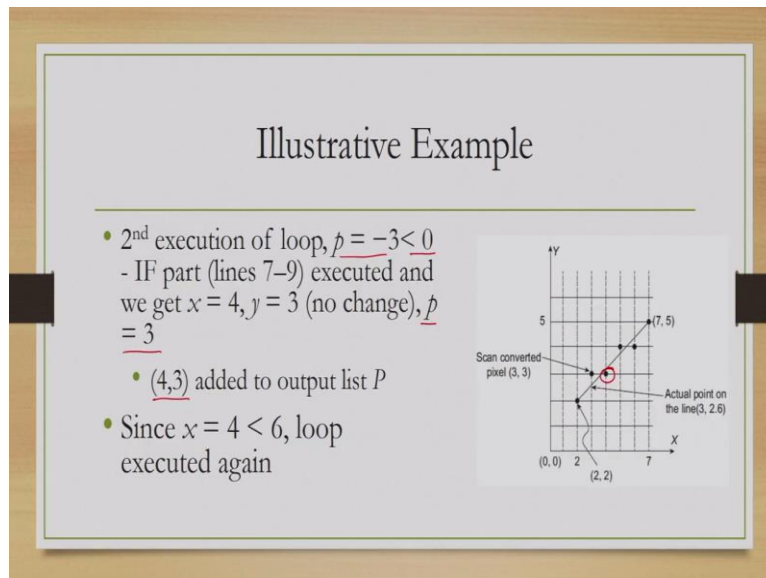 Illustrative Example
• 2nd execution of loop, p = −3< 0
- IF part (lines 7–9) executed and
we get x = 4, y = 3 (no change), p
= 3
• (4,3) added to output list P
• Since x = 4 < 6, loop
executed again
Y
5
(7, 5)
Scan converted
pixel (3, 3)
Actual point on
the line(3, 2.6)
X
(0, 0) 2 7
(2, 2)